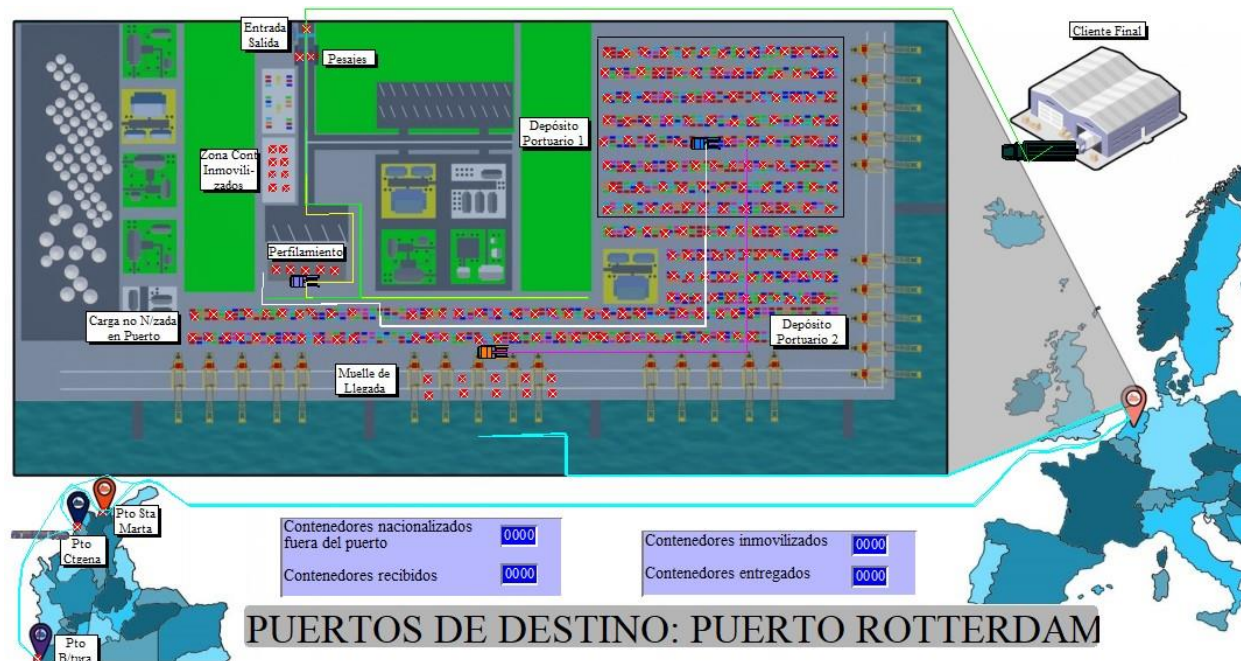 Entrada
Salida
Pesajes
Cliente Final
Depósito
Portuario 1
Zona Cont
Inmovili-
zados
Perfilamiento
Carga no N/zada
en Puerto
Depósito
Portuario 2
Muelle de
Llegada
Pto Sta
Marta
Pto
Ctgena
Pto
B/tura
Contenedores nacionalizados
fuera del puerto
0000
Contenedores recibidos
0000
Contenedores inmovilizados
0000
Contenedores entregados
0000
PUERTOS DE DESTINO: PUERTO ROTTERDAM